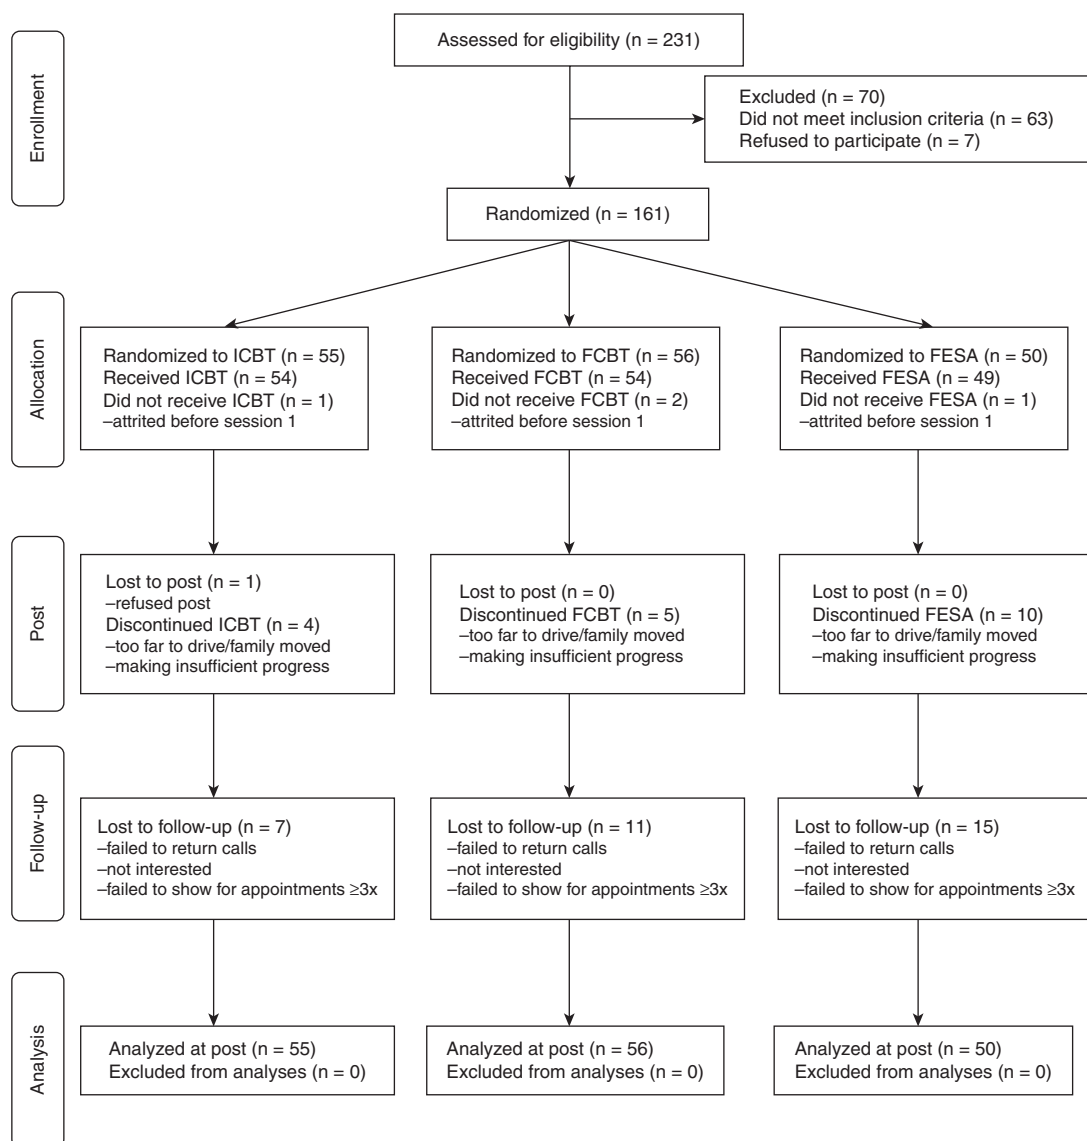 Enrollment
Assessed for eligibility (n = 231)
Excluded (n = 70)
Did not meet inclusion criteria (n = 63)
Refused to participate (n = 7)
Randomized (n = 161)
Allocation
Randomized to ICBT (n = 55)
Received ICBT (n = 54)
Did not receive ICBT (n = 1)
–attrited before session 1
Randomized to FCBT (n = 56)
Received FCBT (n = 54)
Did not receive FCBT (n = 2)
–attrited before session 1
Randomized to FESA (n = 50)
Received FESA (n = 49)
Did not receive FESA (n = 1)
–attrited before session 1
Post
Lost to post (n = 1)
–refused post
Discontinued ICBT (n = 4)
–too far to drive/family moved
–making insufficient progress
Lost to post (n = 0)
Discontinued FCBT (n = 5)
–too far to drive/family moved
–making insufficient progress
Lost to post (n = 0)
Discontinued FESA (n = 10)
–too far to drive/family moved
–making insufficient progress
Follow-up
Lost to follow-up (n = 7)
–failed to return calls
–not interested
–failed to show for appointments ≥3x
Lost to follow-up (n = 11)
–failed to return calls
–not interested
–failed to show for appointments ≥3x
Lost to follow-up (n = 15)
–failed to return calls
–not interested
–failed to show for appointments ≥3x
Analysis
Analyzed at post (n = 55)
Excluded from analyses (n = 0)
Analyzed at post (n = 56)
Excluded from analyses (n = 0)
Analyzed at post (n = 50)
Excluded from analyses (n = 0)